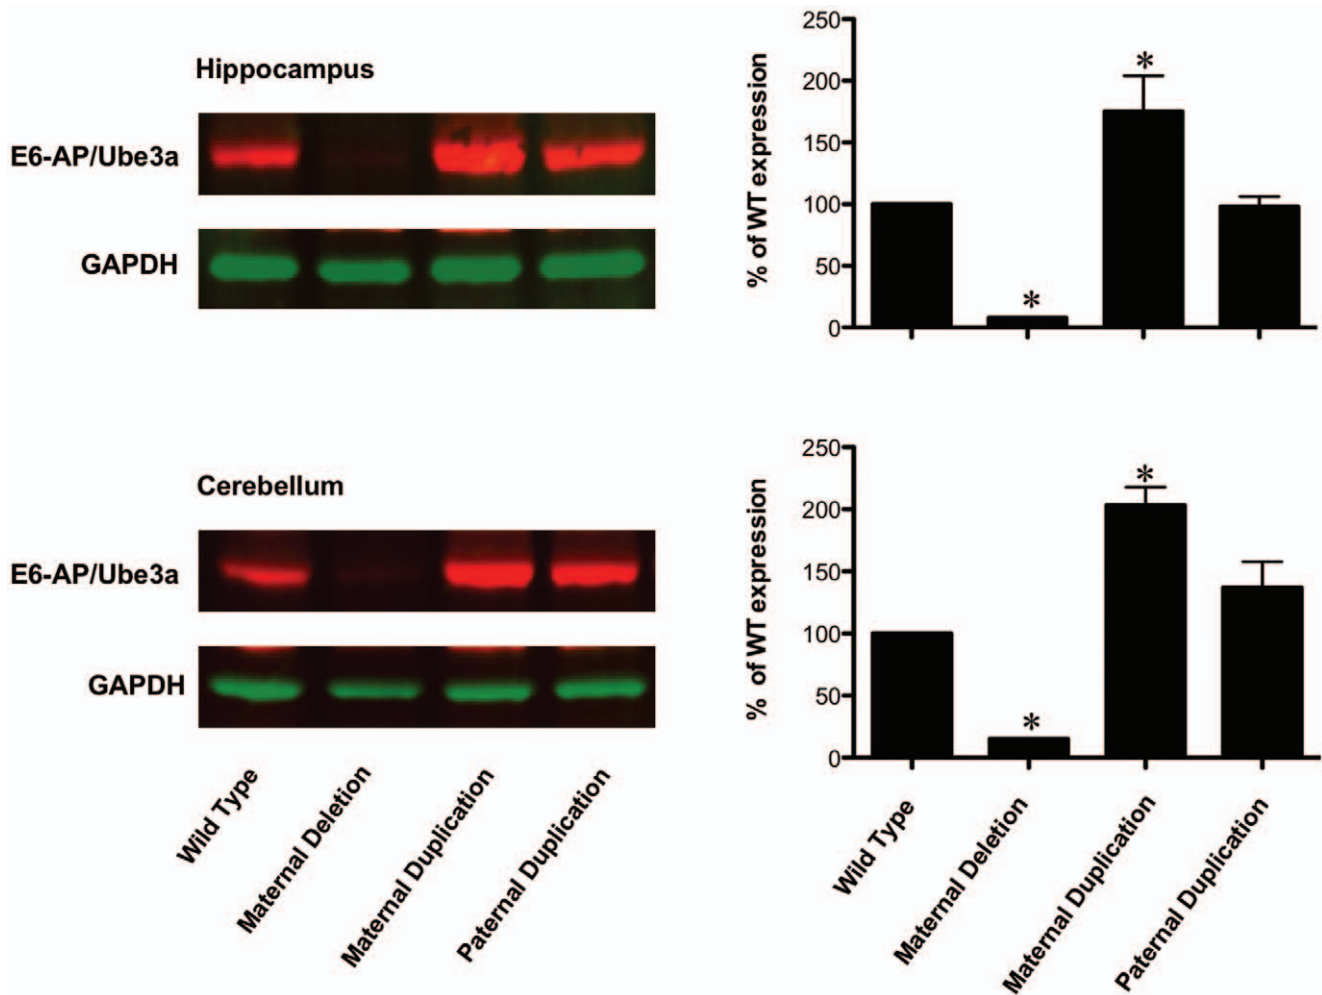 Hippocampus
E6-AP/Ube3a
GAPDH
250
200
150
100
50
0
% of WT expression
*
*
Cerebellum
E6-AP/Ube3a
GAPDH
Wild Type
Maternal Deletion
Maternal Duplication
Paternal Duplication
250
200
150
100
50
0
% of WT expression
*
*
Wild Type
Maternal Deletion
Maternal Duplication
Paternal Duplication